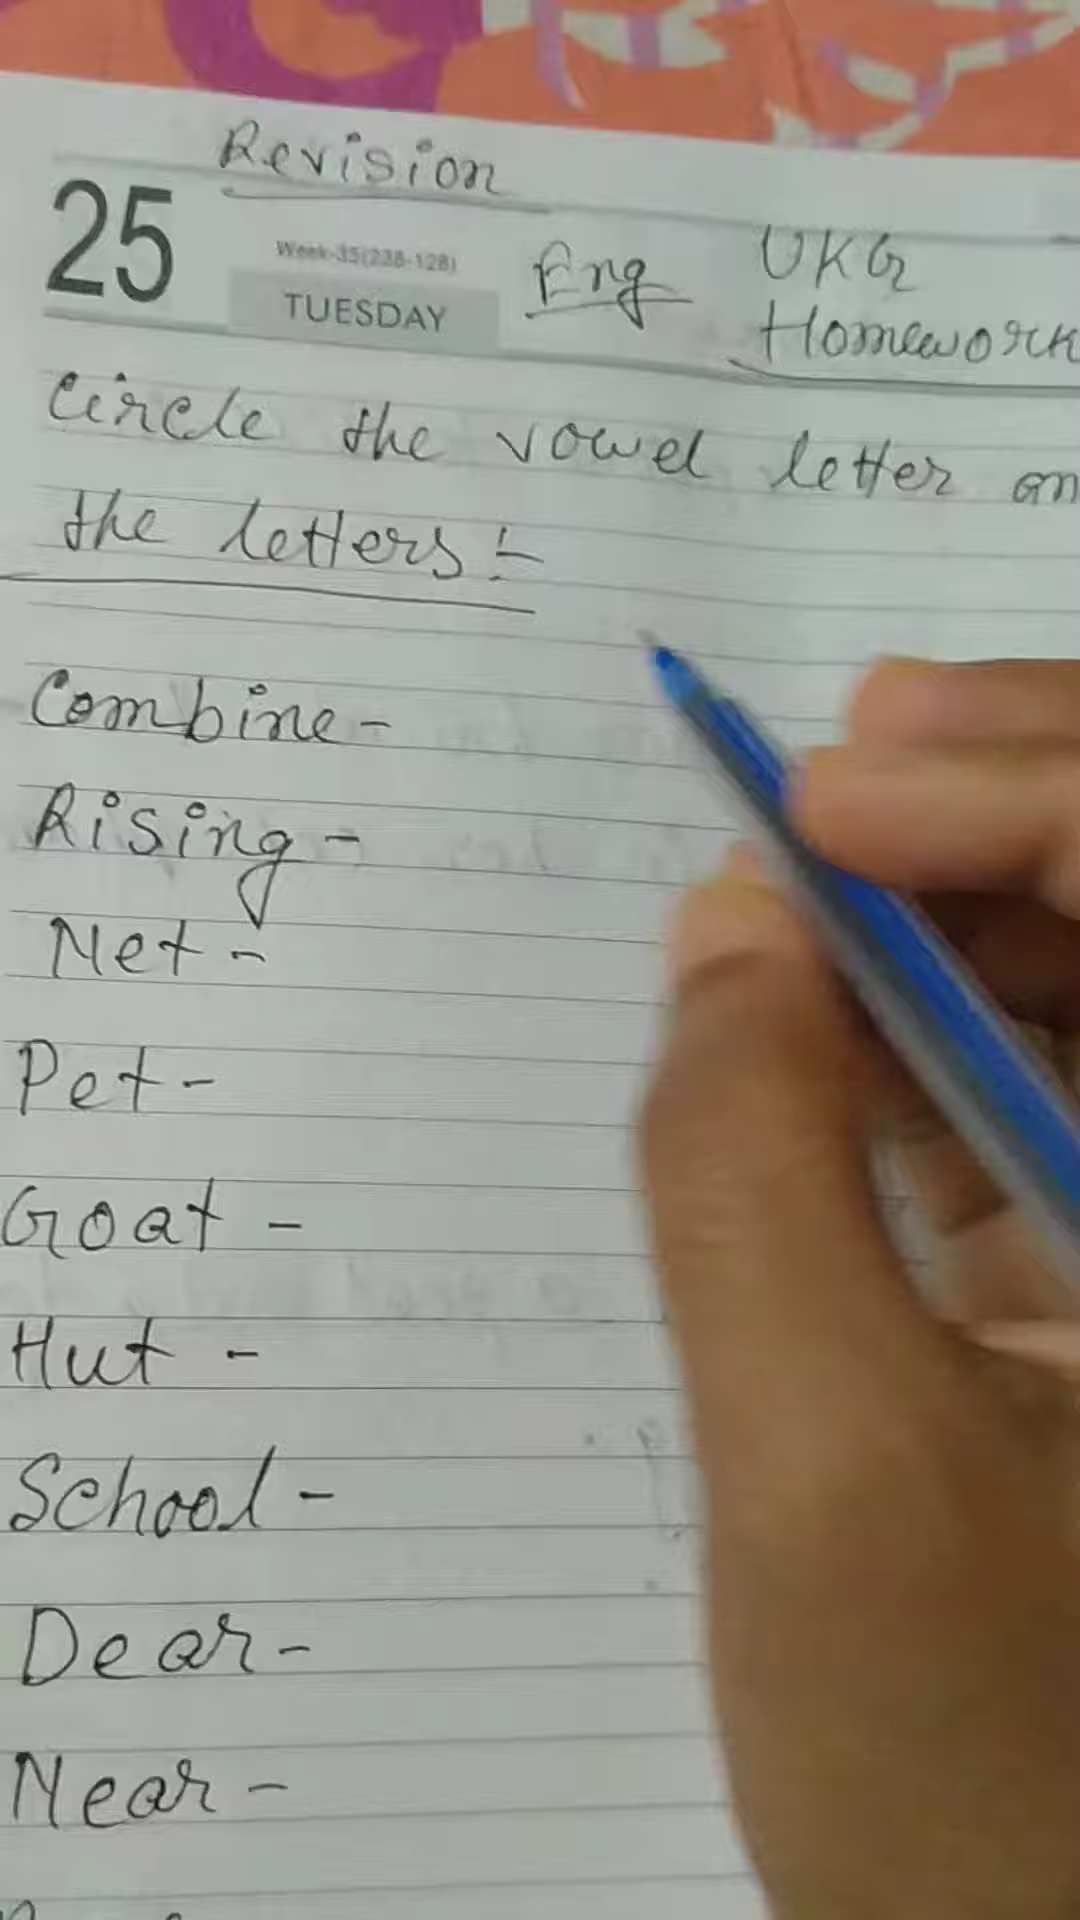 Revision
25
Week-35(238-128)
TUESDAY
Eng
UKG
Homework
Circle the vowel letter
the letters :-
Combine -
Rising -
Net -
Pet -
Goat -
Hut -
School -
Dear -
Near -